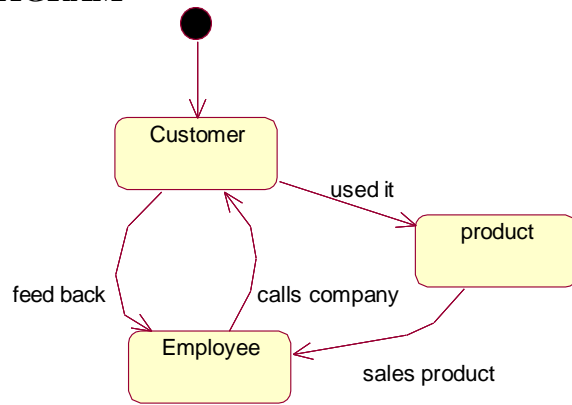 Customer
used it
product
feed back
calls company
Employee
sales product